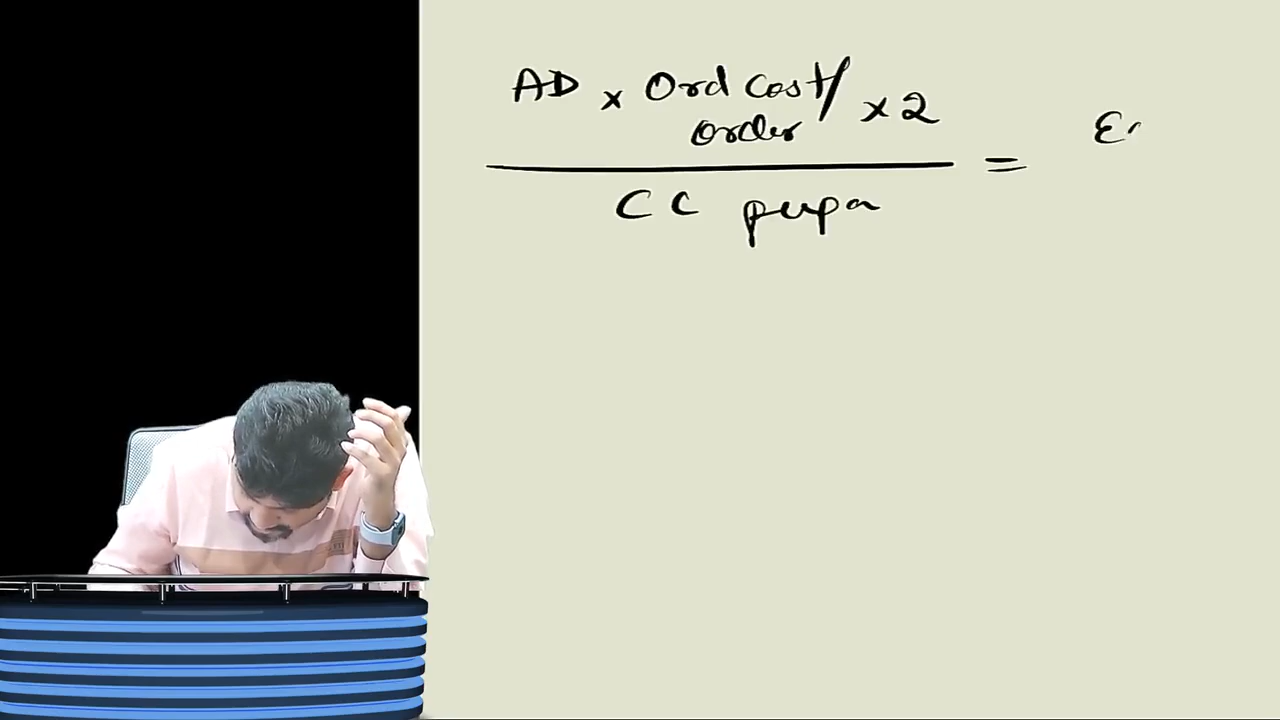 AD x Ord Cost/
order x 2
=
CC pupa